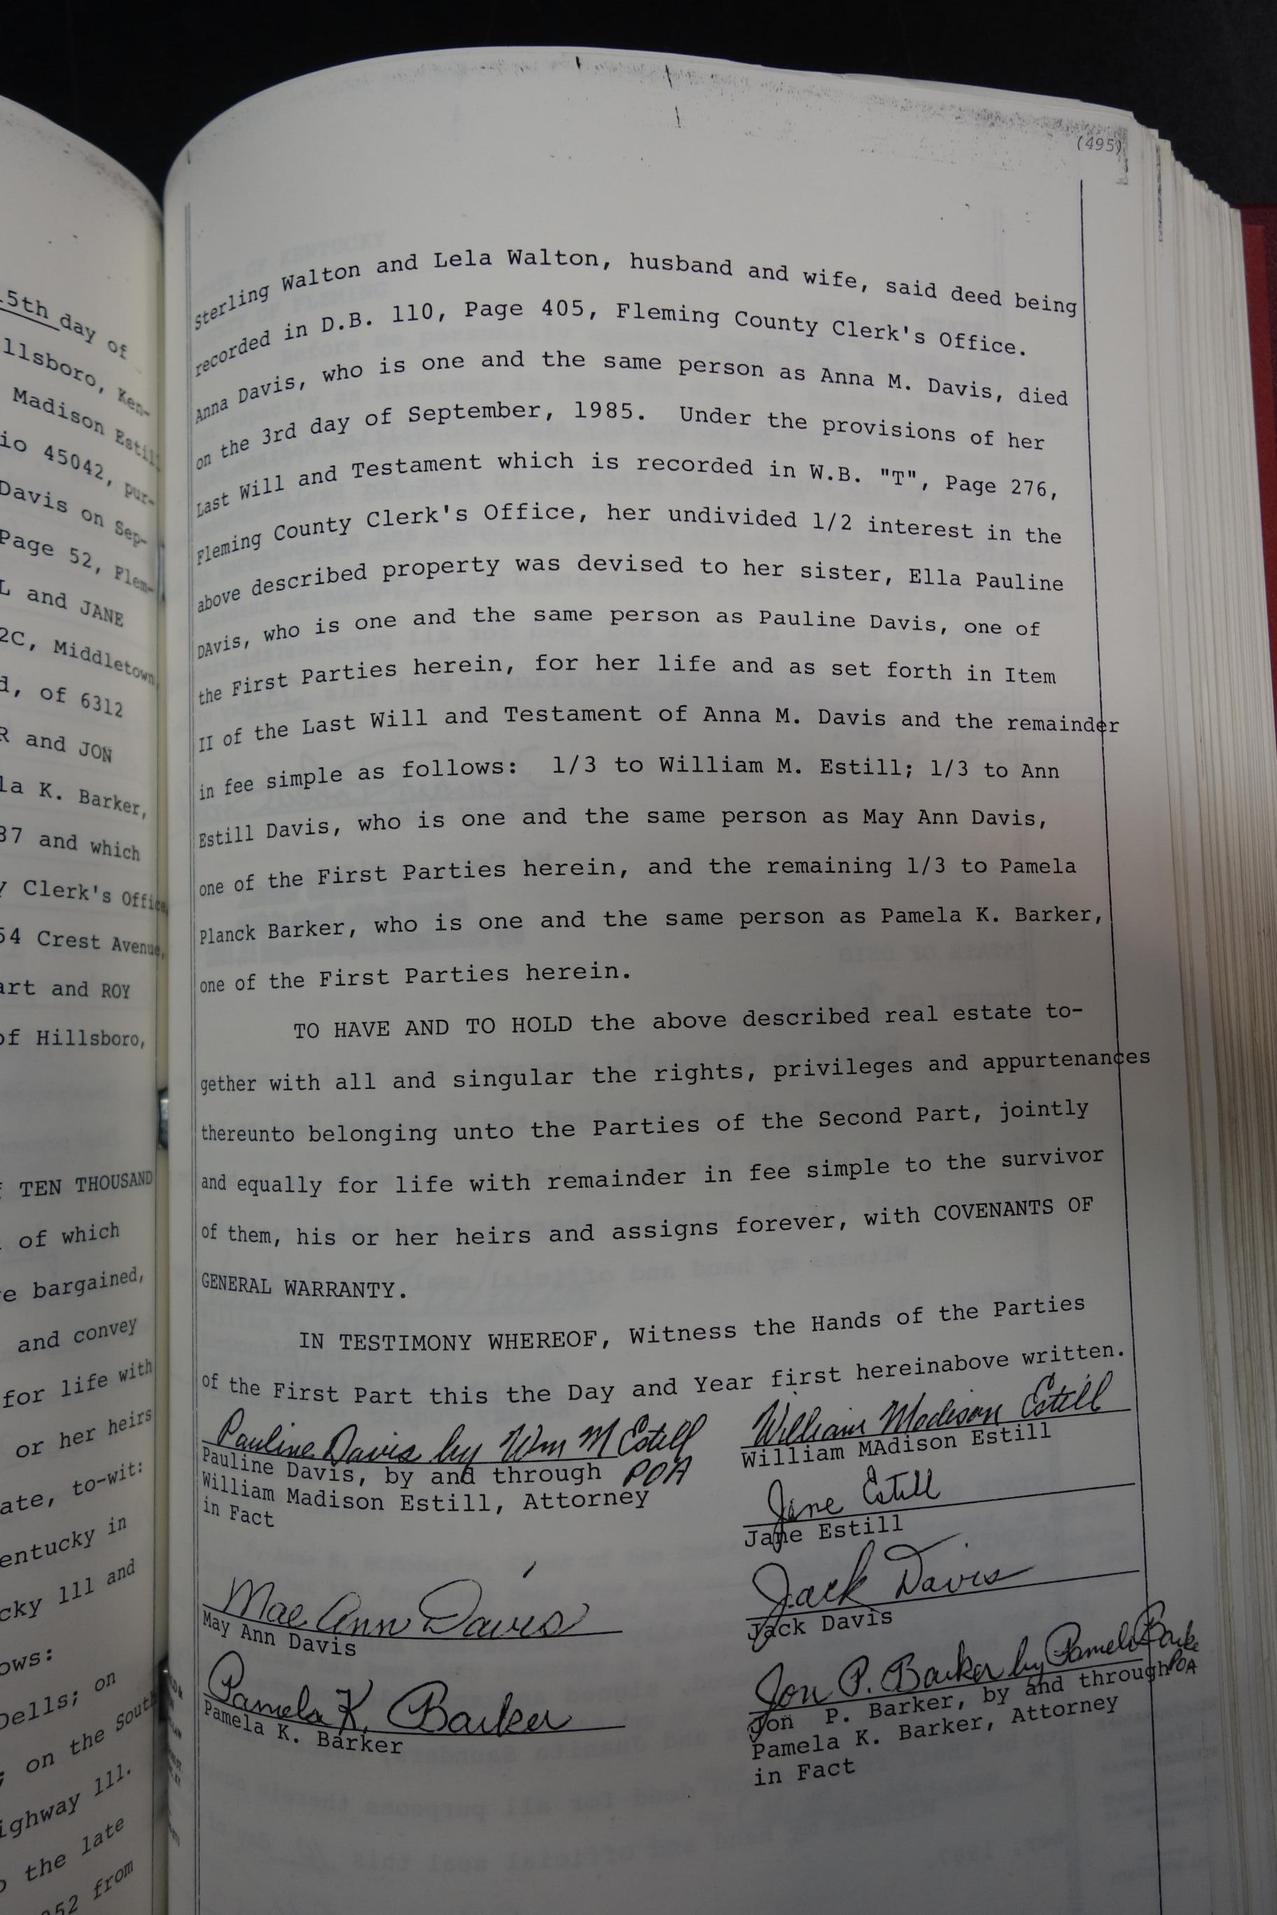 5th day of
llsboro, Ken-
Madison Estill
io 45042, pur-
Davis on Sep-
Page 52, Flem-
L and JANE
2C, Middletown
d, of 6312
R and JON
la K. Barker,
87 and which
y Clerk's Office,
54 Crest Avenue,
art and ROY
of Hillsboro,
TEN THOUSAND
of which
e bargained,
and convey
for life with
or her heirs
ate, to-wit:
entucky in
cky 111 and
ows:
Dells; on
; on the South
ighway 111.
o the late
952 from
(495)
Sterling Walton and Lela Walton, husband and wife, said deed being
recorded in D.B. 110, Page 405, Fleming County Clerk's Office.
Anna Davis, who is one and the same person as Anna M. Davis, died
on the 3rd day of September, 1985. Under the provisions of her
Last Will and Testament which is recorded in W.B. "T", Page 276,
Fleming County Clerk's Office, her undivided 1/2 interest in the
above described property was devised to her sister, Ella Pauline
DAvis, who is one and the same person as Pauline Davis, one of
the First Parties herein, for her life and as set forth in Item
II of the Last Will and Testament of Anna M. Davis and the remainder
in fee simple as follows: 1/3 to William M. Estill; 1/3 to Ann
Estill Davis, who is one and the same person as May Ann Davis,
one of the First Parties herein, and the remaining 1/3 to Pamela
Planck Barker, who is one and the same person as Pamela K. Barker,
one of the First Parties herein.
TO HAVE AND TO HOLD the above described real estate to-
gether with all and singular the rights, privileges and appurtenances
thereunto belonging unto the Parties of the Second Part, jointly
and equally for life with remainder in fee simple to the survivor
of them, his or her heirs and assigns forever, with COVENANTS OF
GENERAL WARRANTY.
IN TESTIMONY WHEREOF, Witness the Hands of the Parties
of the First Part this the Day and Year first hereinabove written.
Pauline Davis by Wm M Estill
POA
Pauline Davis, by and through
William Madison Estill, Attorney
in Fact
William Madison Estill
William MAdison Estill
Jane Estill
Jane Estill
Mae Ann Davis
May Ann Davis
Jack Davis
Jack Davis
Pamela K. Barker
Pamela K. Barker
Jon P. Barker by Pamela Barker
POA
Jon P. Barker, by and through
Pamela K. Barker, Attorney
in Fact